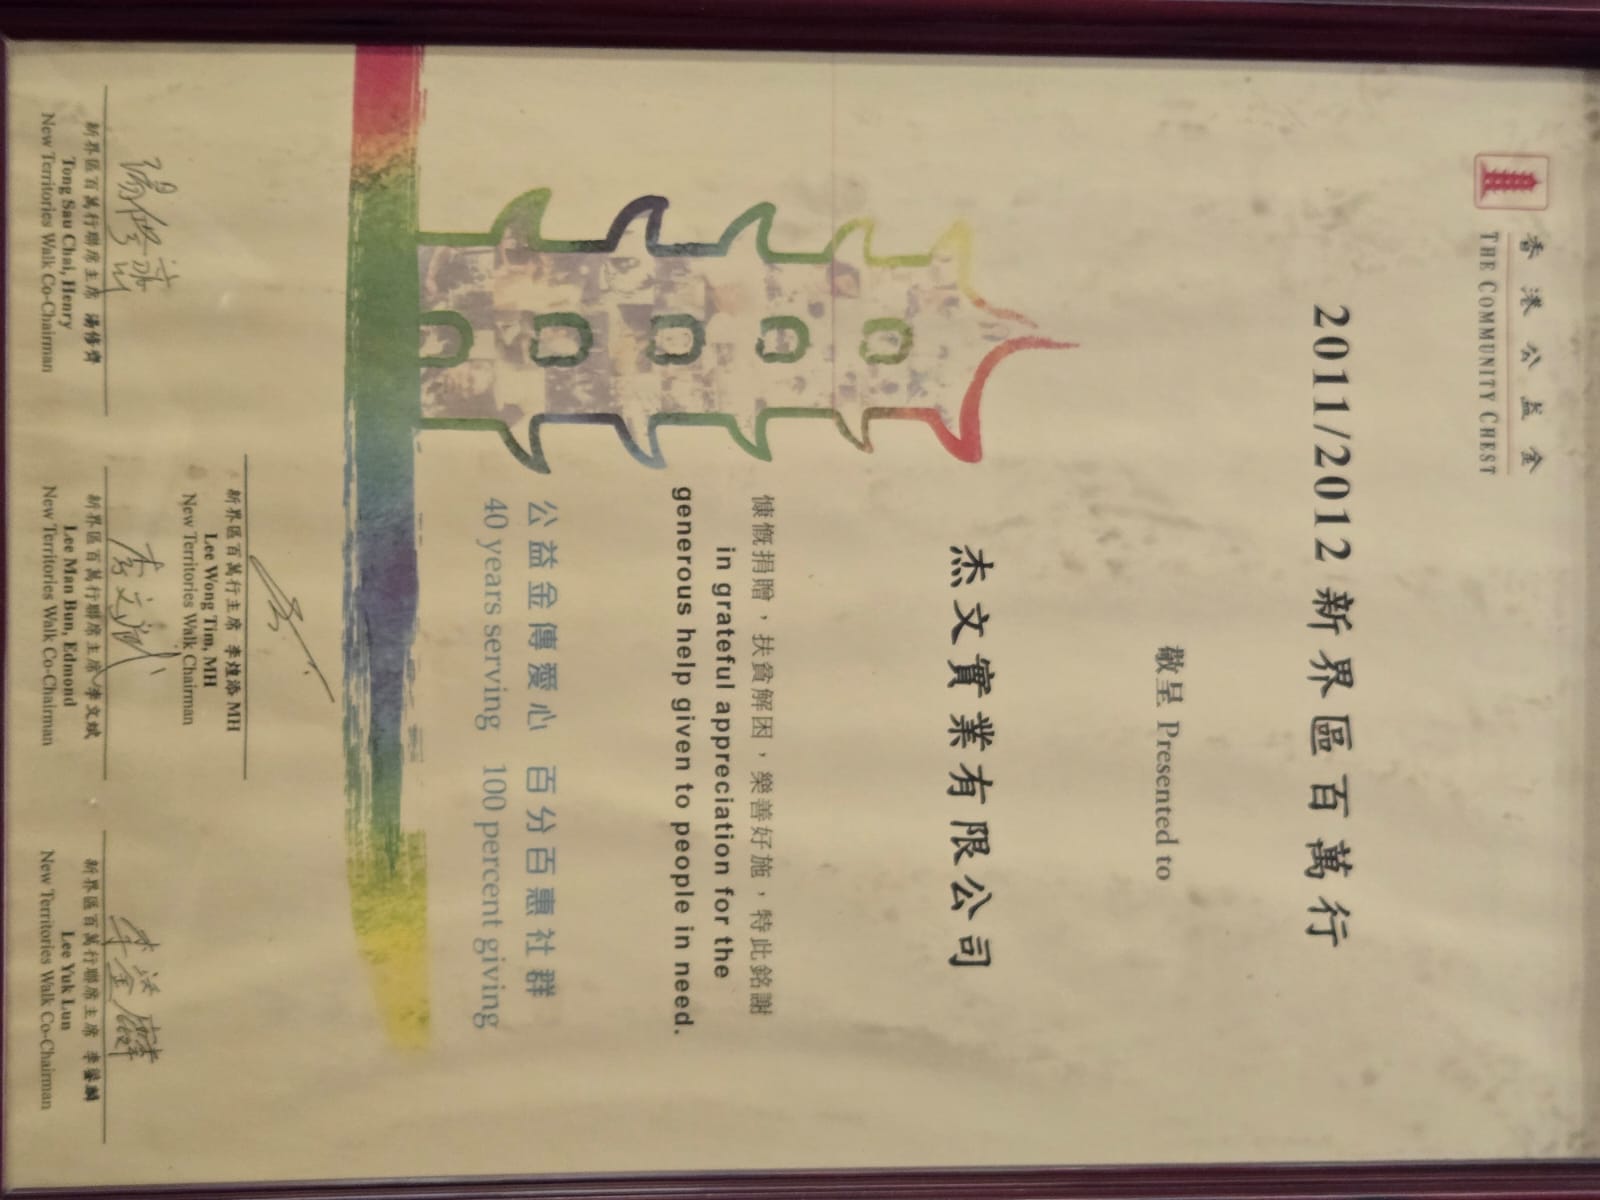 香港公益金
THE COMMUNITY CHEST
2011/2012 新界區百萬行
敬呈 Presented to
杰文實業有限公司
慷慨捐贈，扶貧解困，樂善好施，特此銘謝
in grateful appreciation for the
generous help given to people in need.
公益金傳愛心 百分百惠社群
40 years serving 100 percent giving
新界區百萬行主席 李煌添 MH
Lee Wong Tim, MH
New Territories Walk Chairman
湯修齊
新界區百萬行聯席主席 湯修齊
Tong Sau Chai, Henry
New Territories Walk Co-Chairman
李文斌
新界區百萬行聯席主席 李文斌
Lee Man Bun, Edmond
New Territories Walk Co-Chairman
新界區百萬行聯席主席 李鋈麟
Lee Yuk Lun
New Territories Walk Co-Chairman